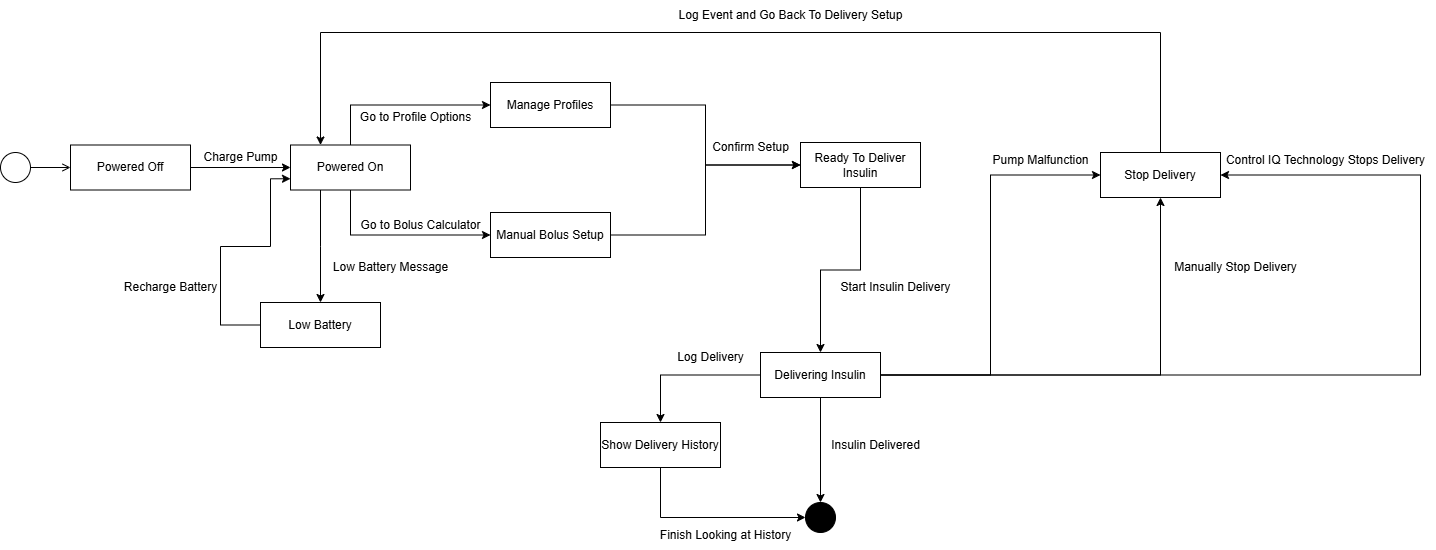 Log Event and Go Back To Delivery Setup
Manage Profiles
Go to Profile Options
Powered Off
Charge Pump
Powered On
Confirm Setup
Ready To Deliver
Insulin
Pump Malfunction
Stop Delivery
Control IQ Technology Stops Delivery
Go to Bolus Calculator
Manual Bolus Setup
Low Battery Message
Manually Stop Delivery
Recharge Battery
Start Insulin Delivery
Low Battery
Log Delivery
Delivering Insulin
Show Delivery History
Insulin Delivered
Finish Looking at History